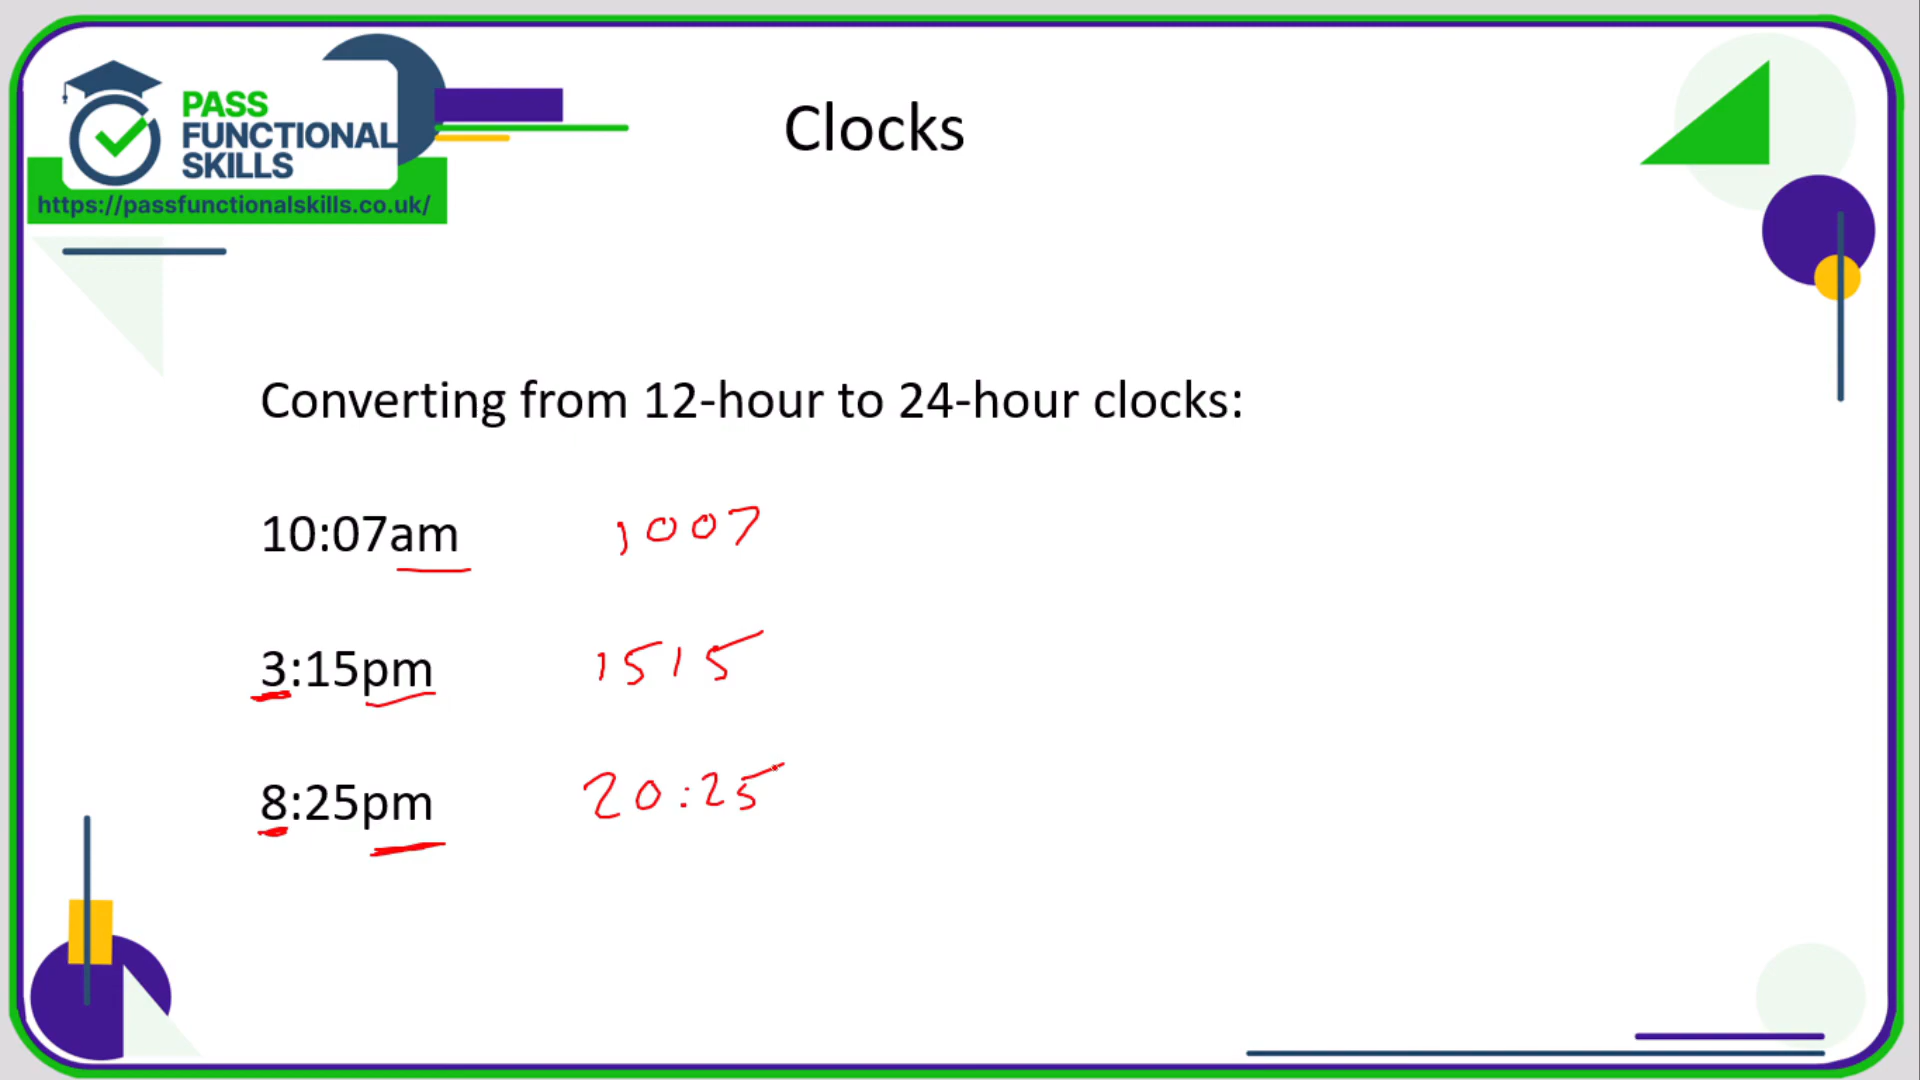 PASS
FUNCTIONAL
SKILLS
https://passfunctionalskills.co.uk/
Clocks
Converting from 12-hour to 24-hour clocks:
10:07am 1007
3:15pm 1515
8:25pm 20:25